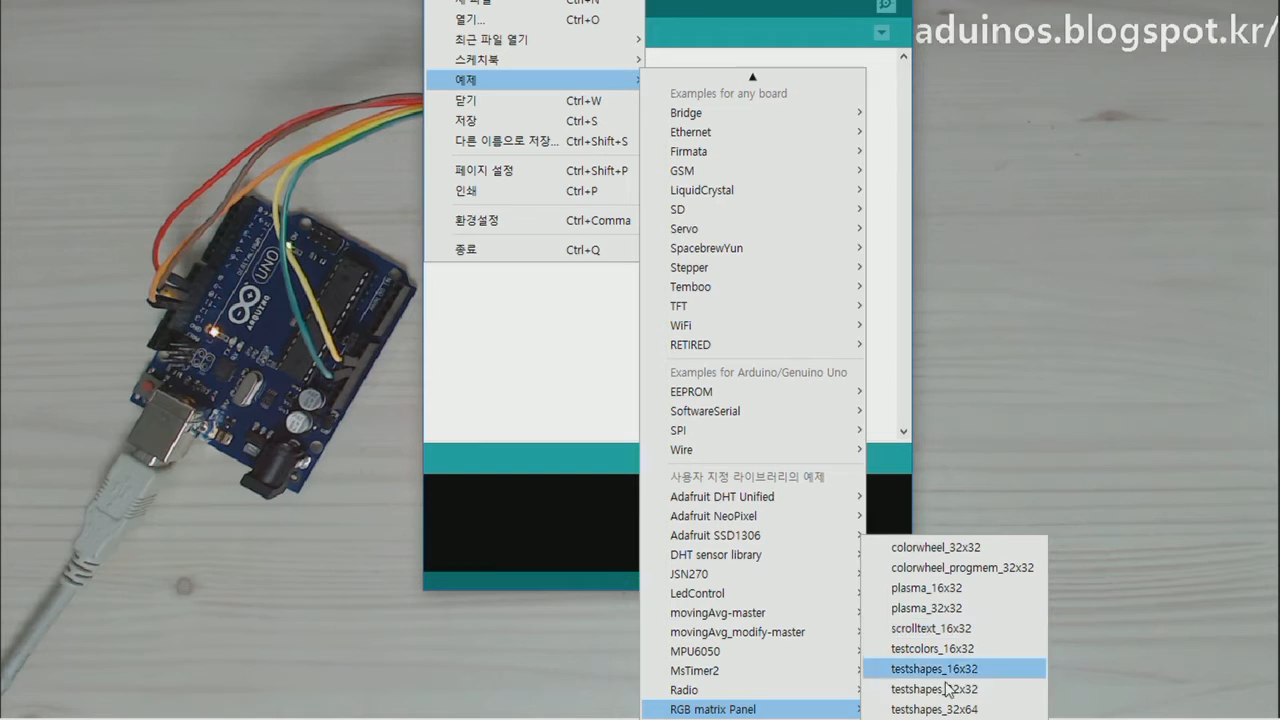 aduinos.blogspot.kr/
열기... Ctrl+O
최근 파일 열기
스케치북
예제
닫기 Ctrl+W
저장 Ctrl+S
다른 이름으로 저장... Ctrl+Shift+S
페이지 설정 Ctrl+Shift+P
인쇄 Ctrl+P
환경설정 Ctrl+Comma
종료 Ctrl+Q
Examples for any board
Bridge
Ethernet
Firmata
GSM
LiquidCrystal
SD
Servo
SpacebrewYun
Stepper
Temboo
TFT
WiFi
RETIRED
Examples for Arduino/Genuino Uno
EEPROM
SoftwareSerial
SPI
Wire
사용자 지정 라이브러리의 예제
Adafruit DHT Unified
Adafruit NeoPixel
Adafruit SSD1306
DHT sensor library
JSN270
LedControl
movingAvg-master
movingAvg_modify-master
MPU6050
MsTimer2
Radio
RGB matrix Panel
colorwheel_32x32
colorwheel_progmem_32x32
plasma_16x32
plasma_32x32
scrolltext_16x32
testcolors_16x32
testshapes_16x32
testshapes_32x32
testshapes_32x64
UNO
ARDUINO